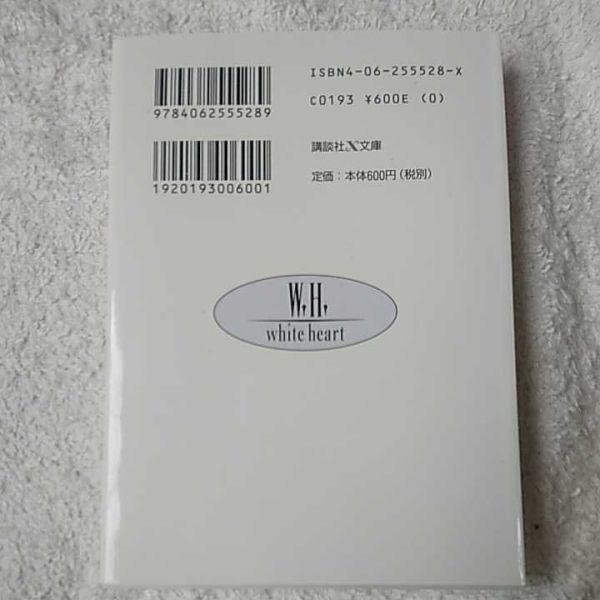 ISBN4-06-255528-X
C0193 ¥600E (0)
9784062555289
講談社X文庫
定価：本体600円(税別)
1920193006001
W.H.
white heart